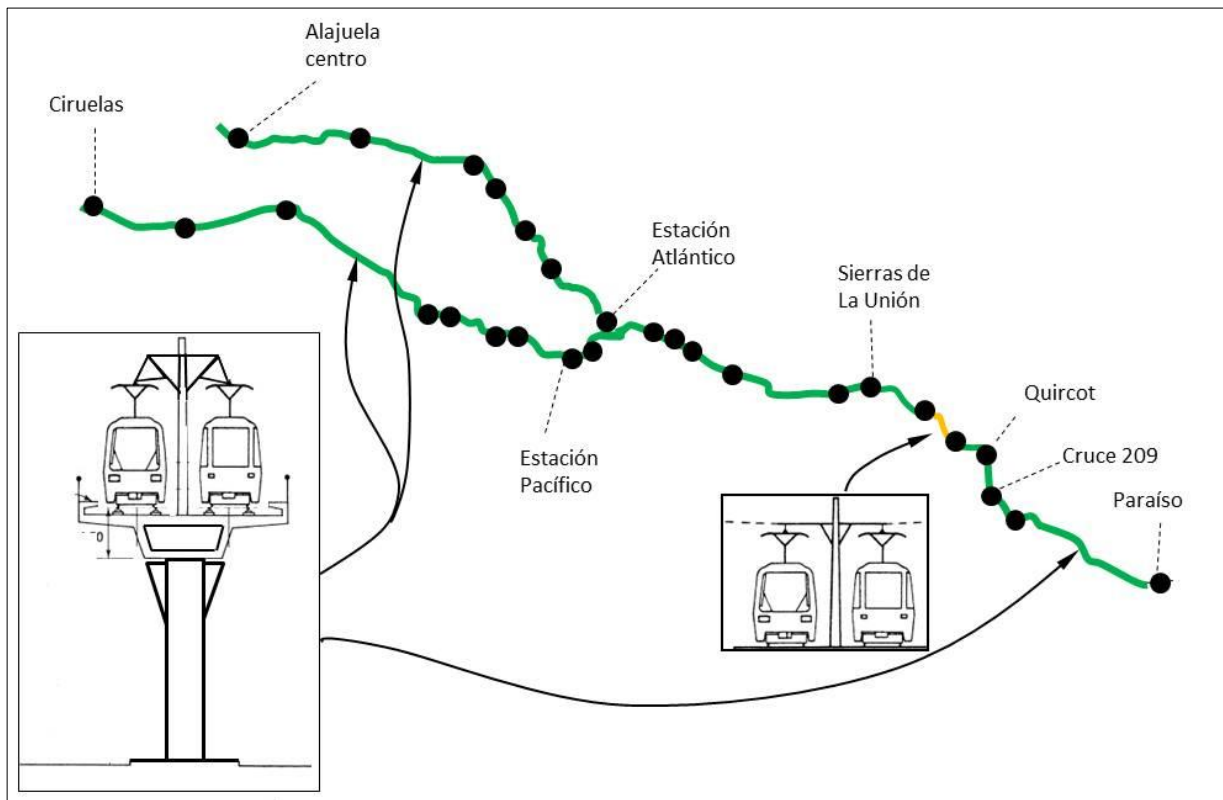 Alajuela
centro
Ciruelas
Estación
Atlántico
Sierras de
La Unión
Quircot
Cruce 209
Estación
Pacífico
Paraíso